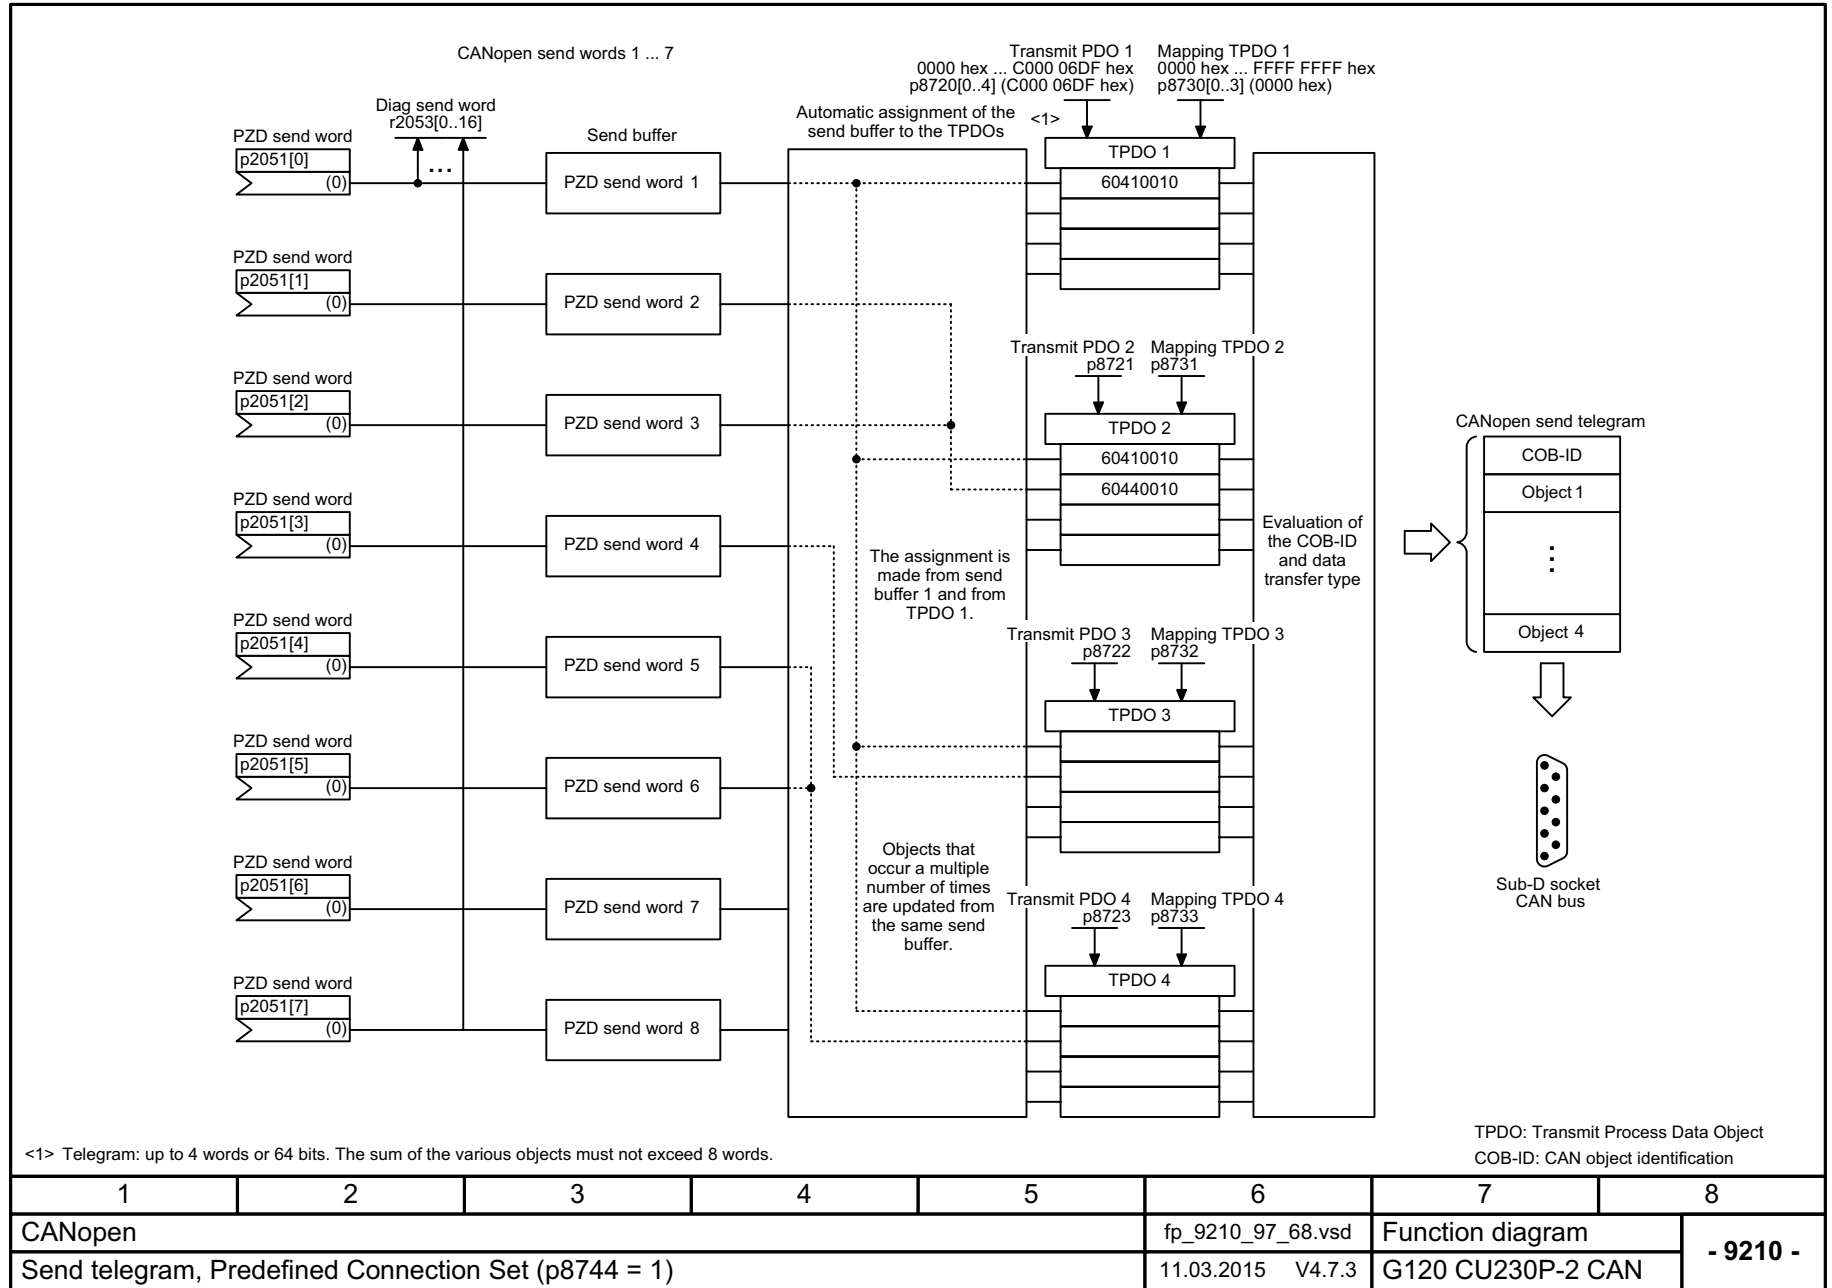 CANopen send words 1 ... 7
Transmit PDO 1
0000 hex ... C000 06DF hex
p8720[0..4] (C000 06DF hex)
Mapping TPDO 1
0000 hex ... FFFF FFFF hex
p8730[0..3] (0000 hex)
Diag send word
r2053[0..16]
...
Automatic assignment of the
send buffer to the TPDOs
<1>
PZD send word
p2051[0]
(0)
Send buffer
PZD send word 1
TPDO 1
60410010
PZD send word
p2051[1]
(0)
PZD send word 2
Transmit PDO 2
p8721
Mapping TPDO 2
p8731
PZD send word
p2051[2]
(0)
PZD send word 3
TPDO 2
60410010
60440010
PZD send word
p2051[3]
(0)
PZD send word 4
The assignment is
made from send
buffer 1 and from
TPDO 1.
Evaluation of
the COB-ID
and data
transfer type
CANopen send telegram
COB-ID
Object 1
...
Object 4
PZD send word
p2051[4]
(0)
PZD send word 5
Transmit PDO 3
p8722
Mapping TPDO 3
p8732
TPDO 3
PZD send word
p2051[5]
(0)
PZD send word 6
PZD send word
p2051[6]
(0)
PZD send word 7
Objects that
occur a multiple
number of times
are updated from
the same send
buffer.
Transmit PDO 4
p8723
Mapping TPDO 4
p8733
Sub-D socket
CAN bus
PZD send word
p2051[7]
(0)
PZD send word 8
TPDO 4
<1> Telegram: up to 4 words or 64 bits. The sum of the various objects must not exceed 8 words.
TPDO: Transmit Process Data Object
COB-ID: CAN object identification
1 2 3 4 5 6 7 8
CANopen
fp_9210_97_68.vsd
Function diagram
- 9210 -
Send telegram, Predefined Connection Set (p8744 = 1)
11.03.2015 V4.7.3
G120 CU230P-2 CAN